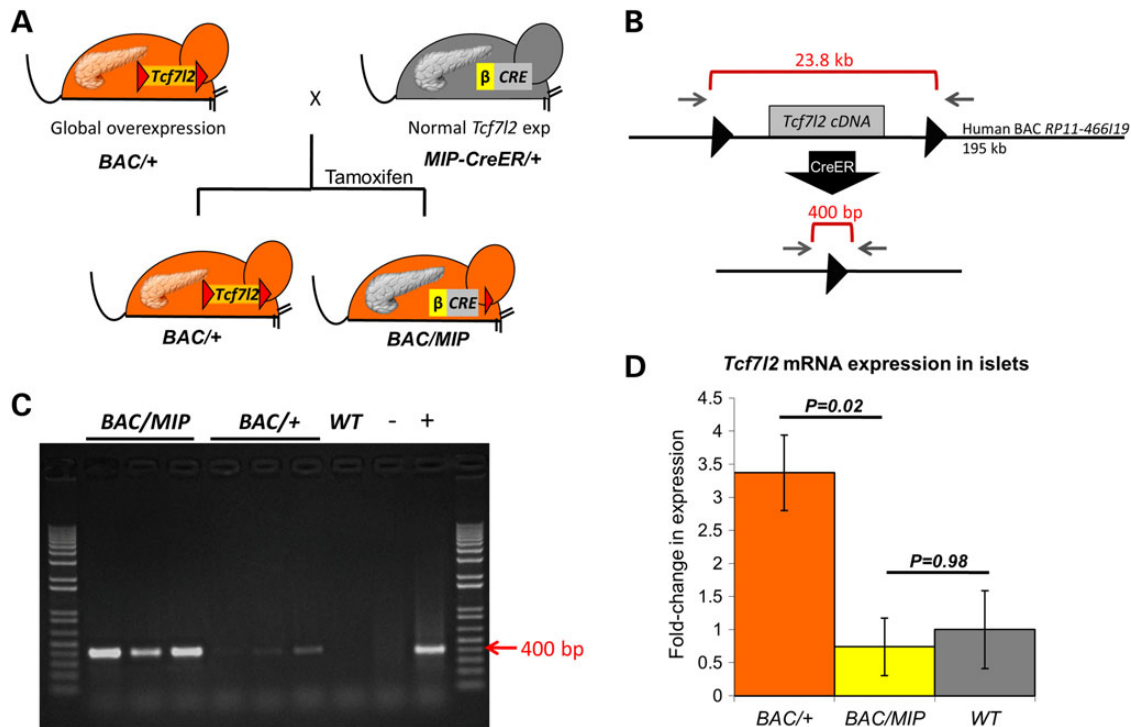 A
Tcf7l2
β CRE
X
Global overexpression
BAC/+
Normal Tcf7l2 exp
MIP-CreER/+
Tamoxifen
Tcf7l2
β CRE
BAC/+
BAC/MIP
B
23.8 kb
Tcf7l2 cDNA
Human BAC RP11-466I19
195 kb
CreER
400 bp
C
BAC/MIP BAC/+ WT - +
400 bp
D
Tcf7l2 mRNA expression in islets
P=0.02
P=0.98
Fold-change in expression
4.5
4
3.5
3
2.5
2
1.5
1
0.5
0
BAC/+ BAC/MIP WT